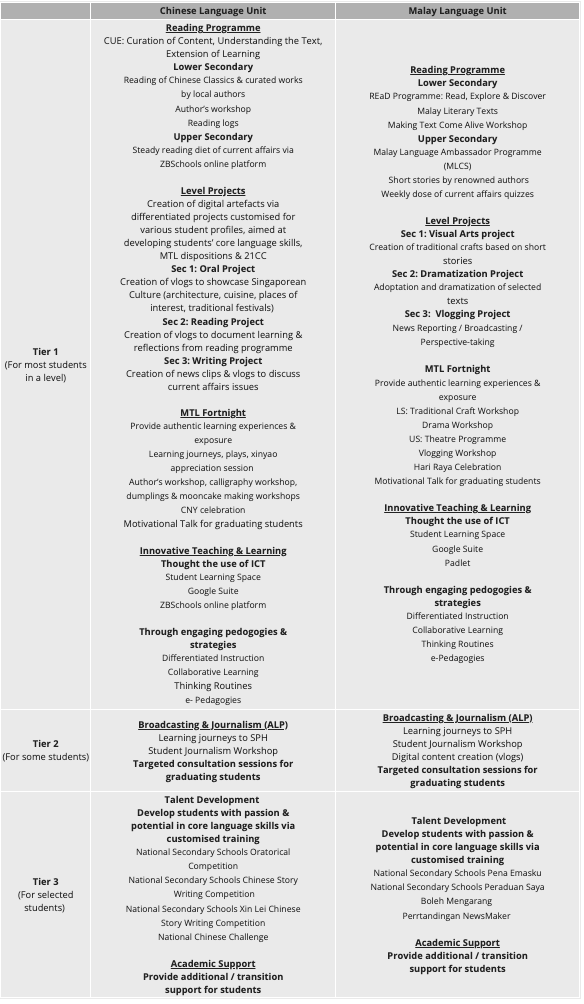 Chinese Language Unit
Malay Language Unit
Tier 1
(For most students
in a level)
Reading Programme
CUE: Curation of Content, Understanding the Text,
Extension of Learning
Lower Secondary
Reading of Chinese Classics & curated works
by local authors
Author's workshop
Reading logs
Upper Secondary
Steady reading diet of current affairs via
ZBSchools online platform
Level Projects
Creation of digital artefacts via
differentiated projects customised for
various student profiles, aimed at
developing students' core language skills,
MTL dispositions & 21CC
Sec 1: Oral Project
Creation of vlogs to showcase Singaporean
Culture (architecture, cuisine, places of
interest, traditional festivals)
Sec 2: Reading Project
Creation of vlogs to document learning &
reflections from reading programme
Sec 3: Writing Project
Creation of news clips & vlogs to discuss
current affairs issues
MTL Fortnight
Provide authentic learning experiences &
exposure
Learning journeys, plays, xinyao
appreciation session
Author's workshop, calligraphy workshop,
dumplings & mooncake making workshops
CNY celebration
Motivational Talk for graduating students
Innovative Teaching & Learning
Thought the use of ICT
Student Learning Space
Google Suite
ZBSchools online platform
Through engaging pedogogies &
strategies
Differentiated Instruction
Collaborative Learning
Thinking Routines
e- Pedagogies
Reading Programme
Lower Secondary
REaD Programme: Read, Explore & Discover
Malay Literary Texts
Making Text Come Alive Workshop
Upper Secondary
Malay Language Ambassador Programme
(MLCS)
Short stories by renowned authors
Weekly dose of current affairs quizzes
Level Projects
Sec 1: Visual Arts project
Creation of traditional crafts based on short
stories
Sec 2: Dramatization Project
Adoption and dramatization of selected
texts
Sec 3:  Vlogging Project
News Reporting / Broadcasting /
Perspective-taking
MTL Fortnight
Provide authentic learning experiences &
exposure
LS: Traditional Craft Workshop
Drama Workshop
US: Theatre Programme
Vlogging Workshop
Hari Raya Celebration
Motivational Talk for graduating students
Innovative Teaching & Learning
Thought the use of ICT
Student Learning Space
Google Suite
Padlet
Through engaging pedogogies &
strategies
Differentiated Instruction
Collaborative Learning
Thinking Routines
e-Pedagogies
Tier 2
(For some students)
Broadcasting & Journalism (ALP)
Learning journeys to SPH
Student Journalism Workshop
Targeted consultation sessions for
graduating students
Broadcasting & Journalism (ALP)
Learning journeys to SPH
Student Journalism Workshop
Digital content creation (vlogs)
Targeted consultation sessions for
graduating students
Tier 3
(For selected
students)
Talent Development
Develop students with passion &
potential in core language skills via
customised training
National Secondary Schools Oratorical
Competition
National Secondary Schools Chinese Story
Writing Competition
National Secondary Schools Xin Lei Chinese
Story Writing Competition
National Chinese Challenge
Academic Support
Provide additional / transition
support for students
Talent Development
Develop students with passion &
potential in core language skills via
customised training
National Secondary Schools Pena Emasku
National Secondary Schools Peraduan Saya
Boleh Mengarang
Perrtandingan NewsMaker
Academic Support
Provide additional / transition
support for students